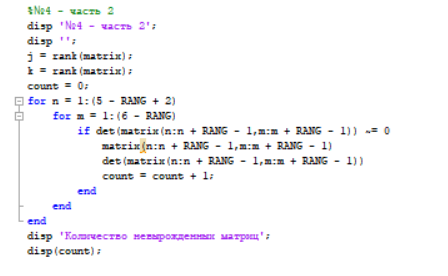 %№4 - часть 2
disp '№4 - часть 2';
disp '';
j = rank(matrix);
k = rank(matrix);
count = 0;
for n = 1:(5 - RANG + 2)
for m = 1:(6 - RANG)
if det(matrix(n:n + RANG - 1,m:m + RANG - 1)) ~= 0
matrix(n:n + RANG - 1,m:m + RANG - 1)
det(matrix(n:n + RANG - 1,m:m + RANG - 1))
count = count + 1;
end
end
end
disp 'Количество невырожденных матриц';
disp(count);